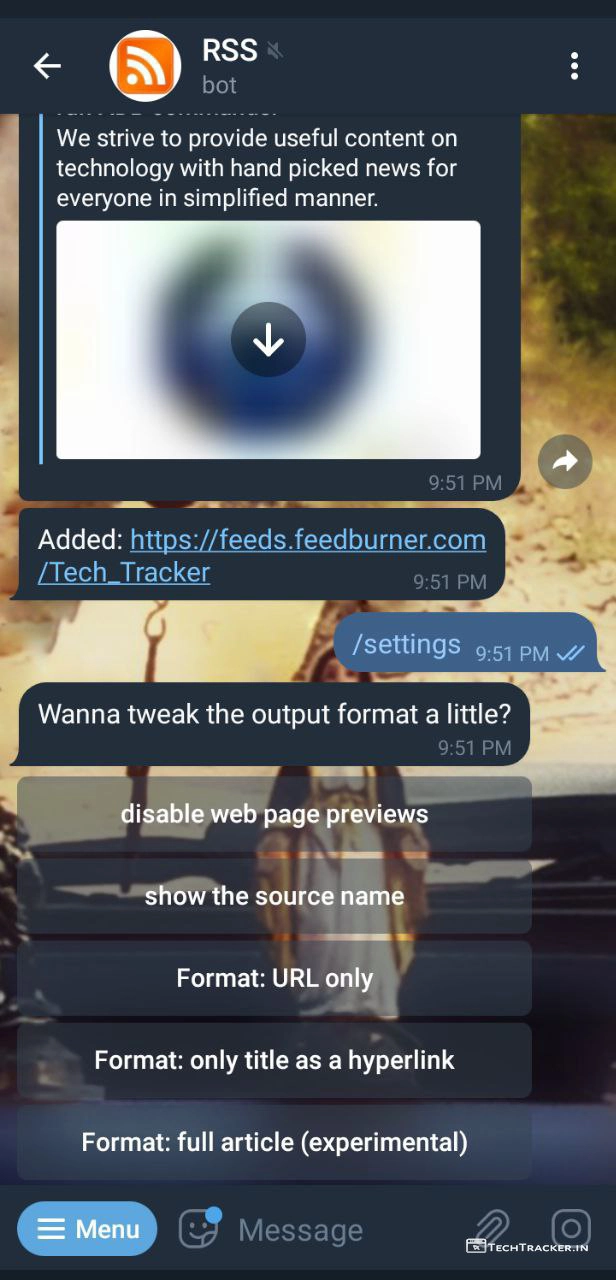 RSS
bot
We strive to provide useful content on
technology with hand picked news for
everyone in simplified manner.
9:51 PM
Added: https://feeds.feedburner.com
/Tech_Tracker
9:51 PM
/settings 9:51 PM
Wanna tweak the output format a little?
9:51 PM
disable web page previews
show the source name
Format: URL only
Format: only title as a hyperlink
Format: full article (experimental)
Menu
Message
TECHTRACKER.IN